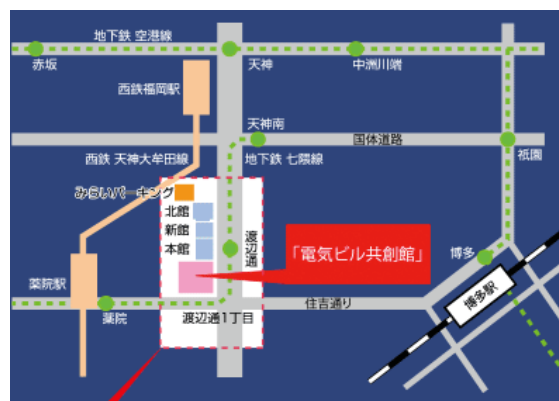 地下鉄 空港線
赤坂
天神
中洲川端
西鉄福岡駅
天神南
国体道路
西鉄 天神大牟田線
地下鉄 七隈線
祇園
みらいパーキング
北館
新館
本館
渡辺通
「電気ビル共創館」
博多
博多駅
薬院駅
薬院
渡辺通1丁目
住吉通り